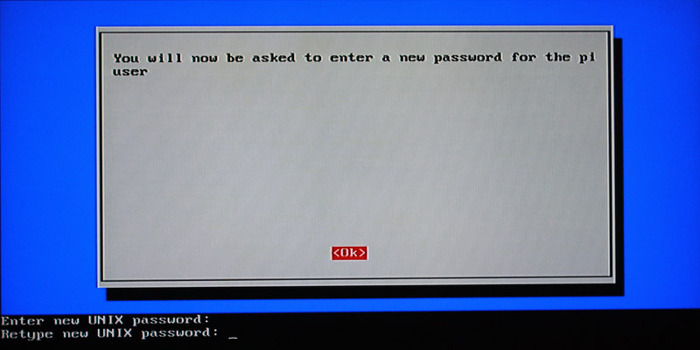 You will now be asked to enter a new password for the pi
user
<Ok>
Enter new UNIX password:
Retype new UNIX password: _